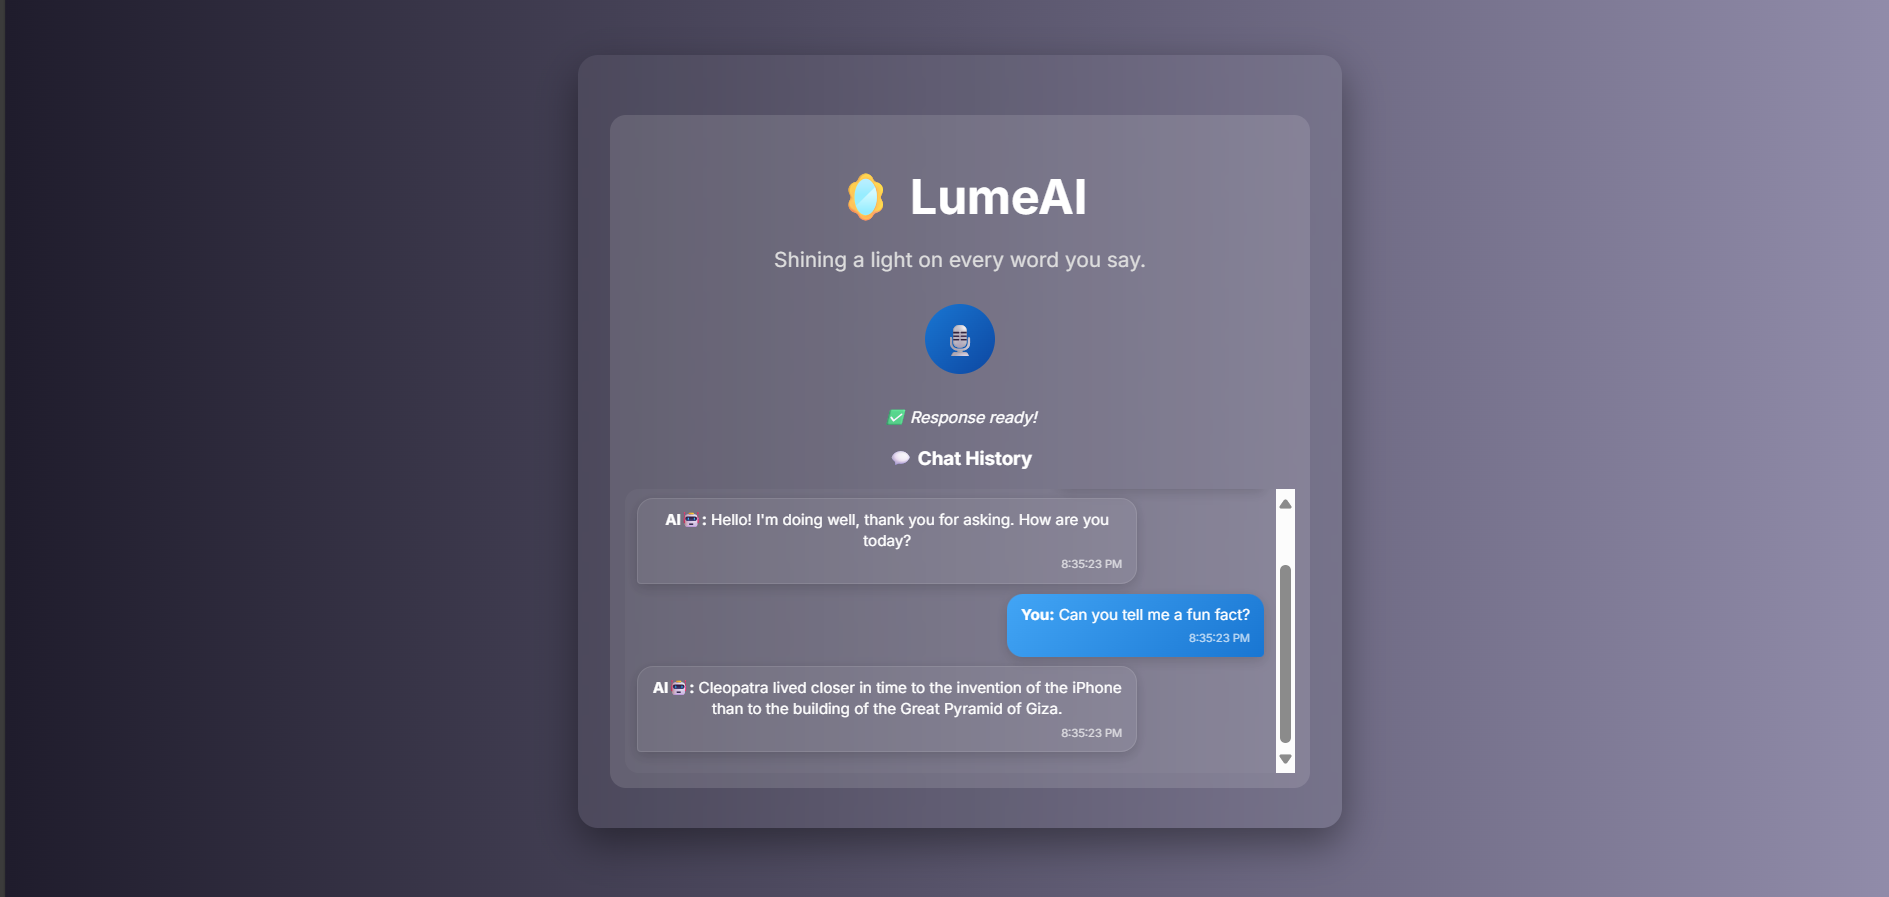 LumeAI
Shining a light on every word you say.
✅ Response ready!
💬 Chat History
AI🤖: Hello! I'm doing well, thank you for asking. How are you
today?
8:35:23 PM
You: Can you tell me a fun fact?
8:35:23 PM
AI🤖: Cleopatra lived closer in time to the invention of the iPhone
than to the building of the Great Pyramid of Giza.
8:35:23 PM